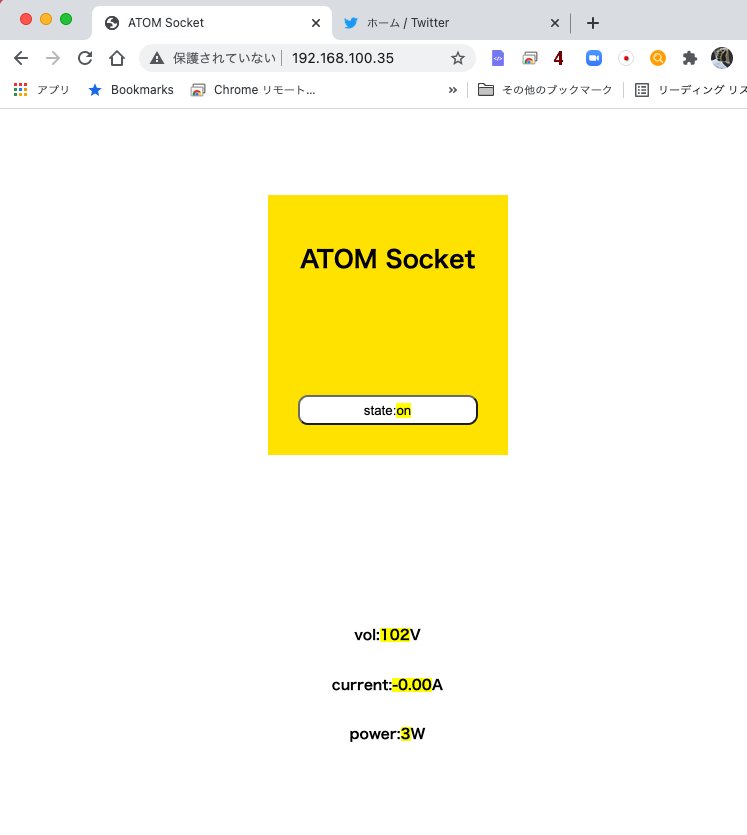 ATOM Socket
ホーム / Twitter
保護されていない
192.168.100.35
4
アプリ
Bookmarks
Chrome リモート...
»
その他のブックマーク
リーディング リス
ATOM Socket
state:on
vol:102V
current:-0.00A
power:3W